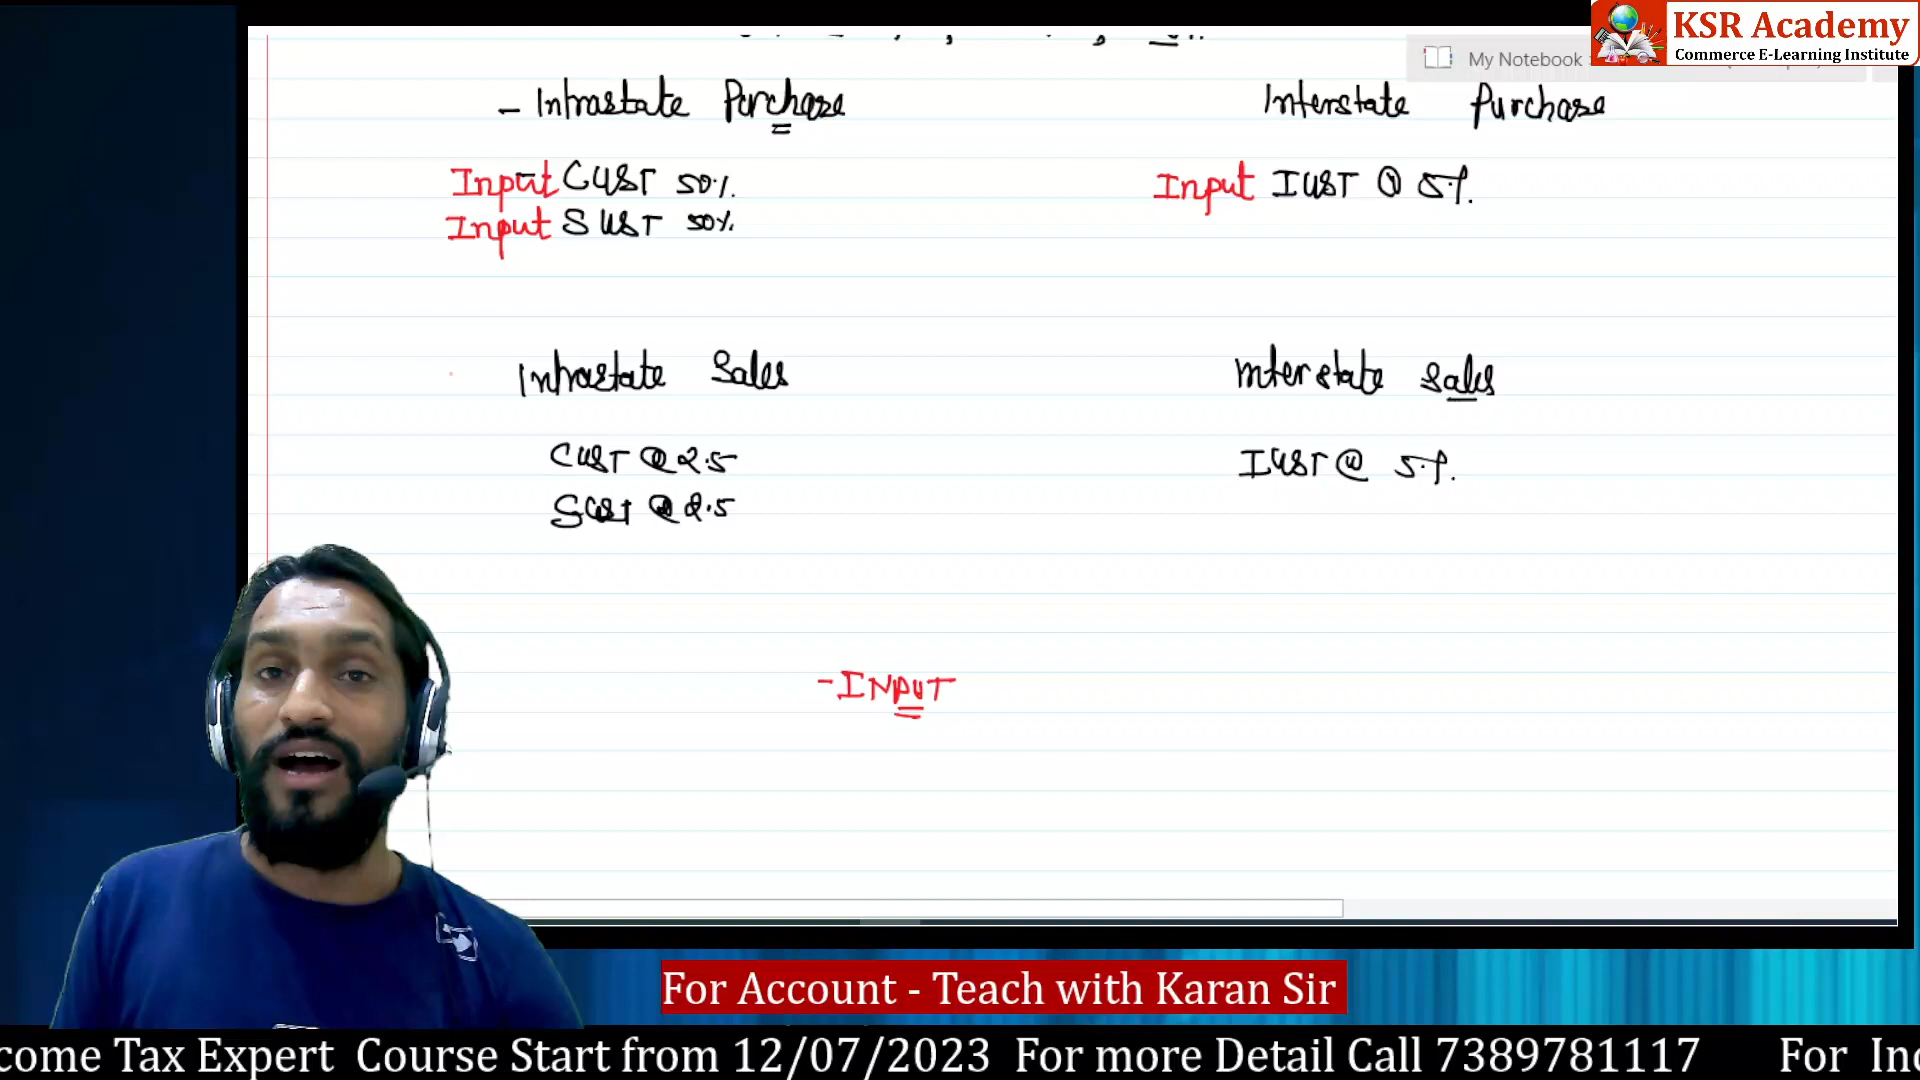 KSR Academy
Commerce E-Learning Institute
My Notebook
- Intrastate Purchase
Interstate Purchase
Input CGST 50%.
Input IGST @ 5%.
Input SGST 50%
Intrastate Sales
Interstate Sales
CGST @ 2.5
IGST @ 5%.
SGST @ 2.5
- INPUT
For Account - Teach with Karan Sir
come Tax Expert Course Start from 12/07/2023 For more Detail Call 7389781117 For Inc